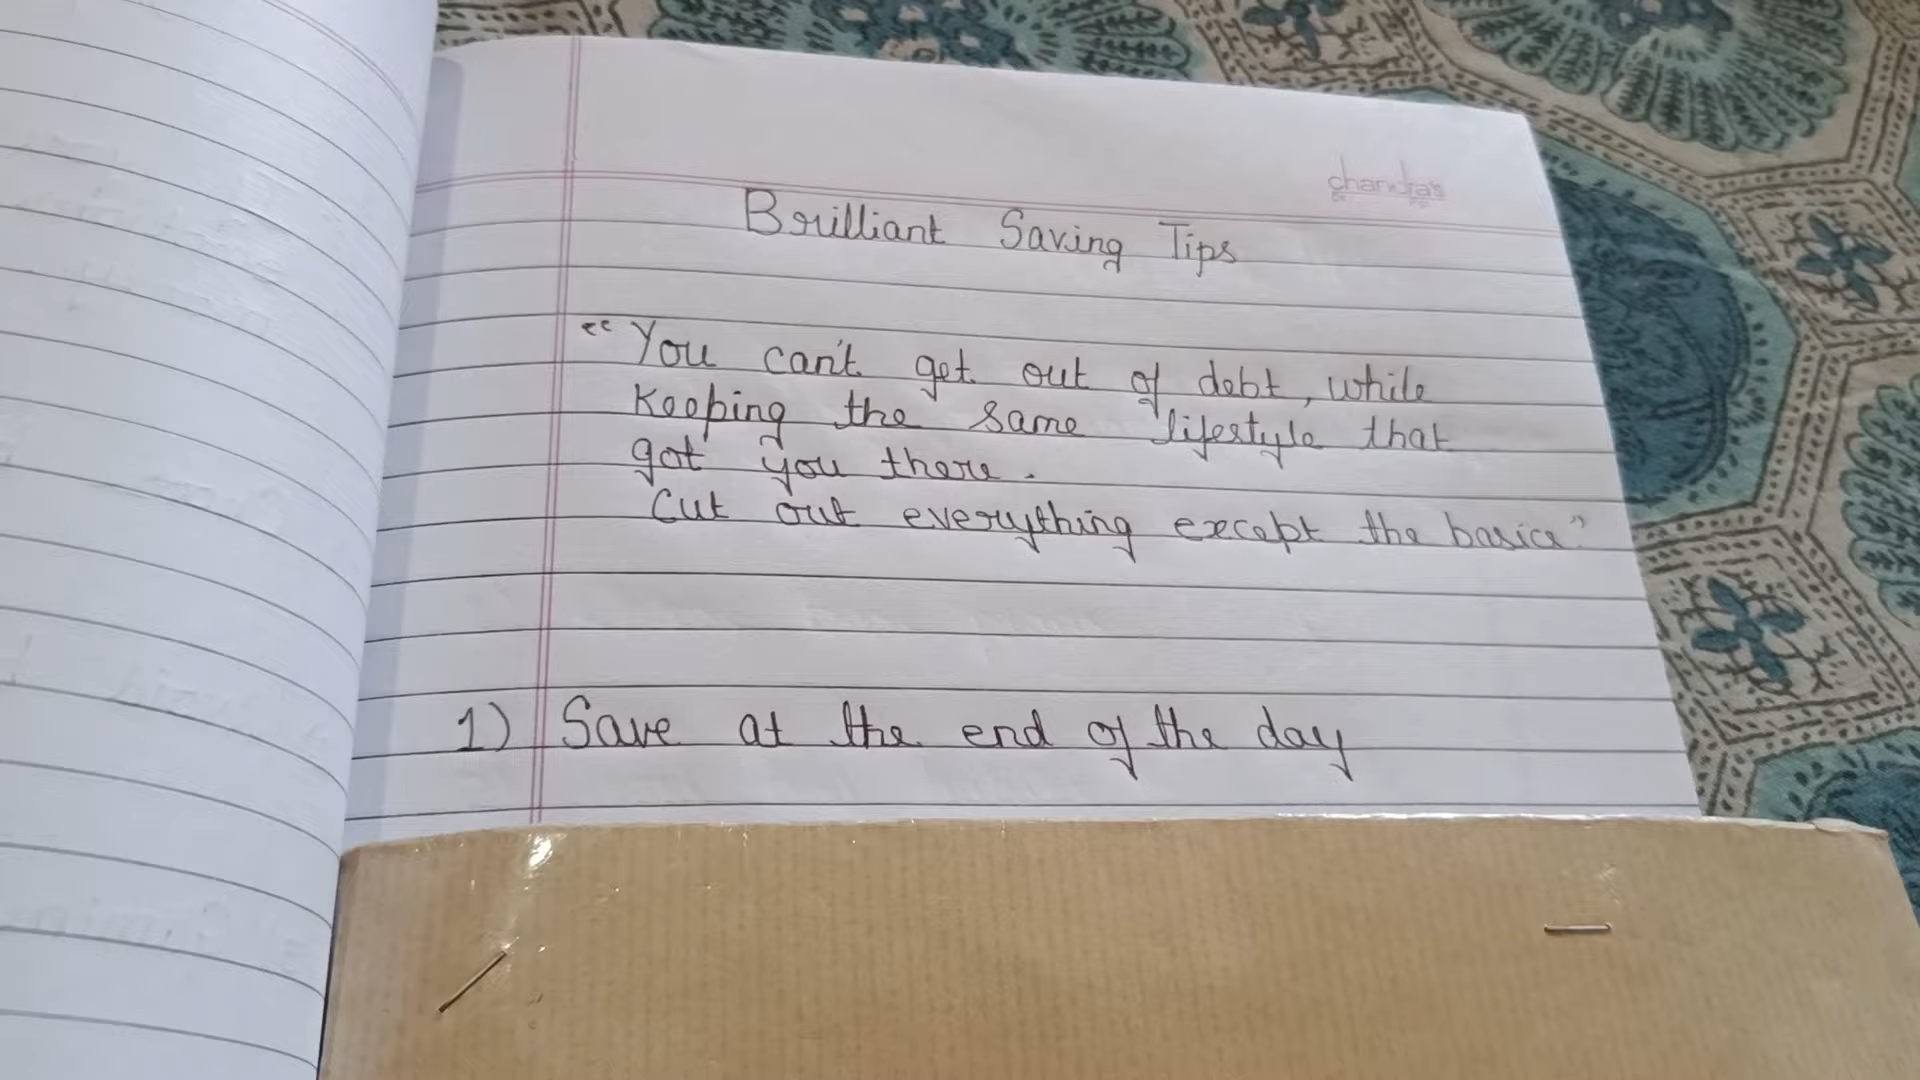 chandra's
Brilliant Saving Tips
“You can't get out of debt, while
Keeping the same lifestyle that
got you there.
Cut out everything except the basics”
1) Save at the end of the day